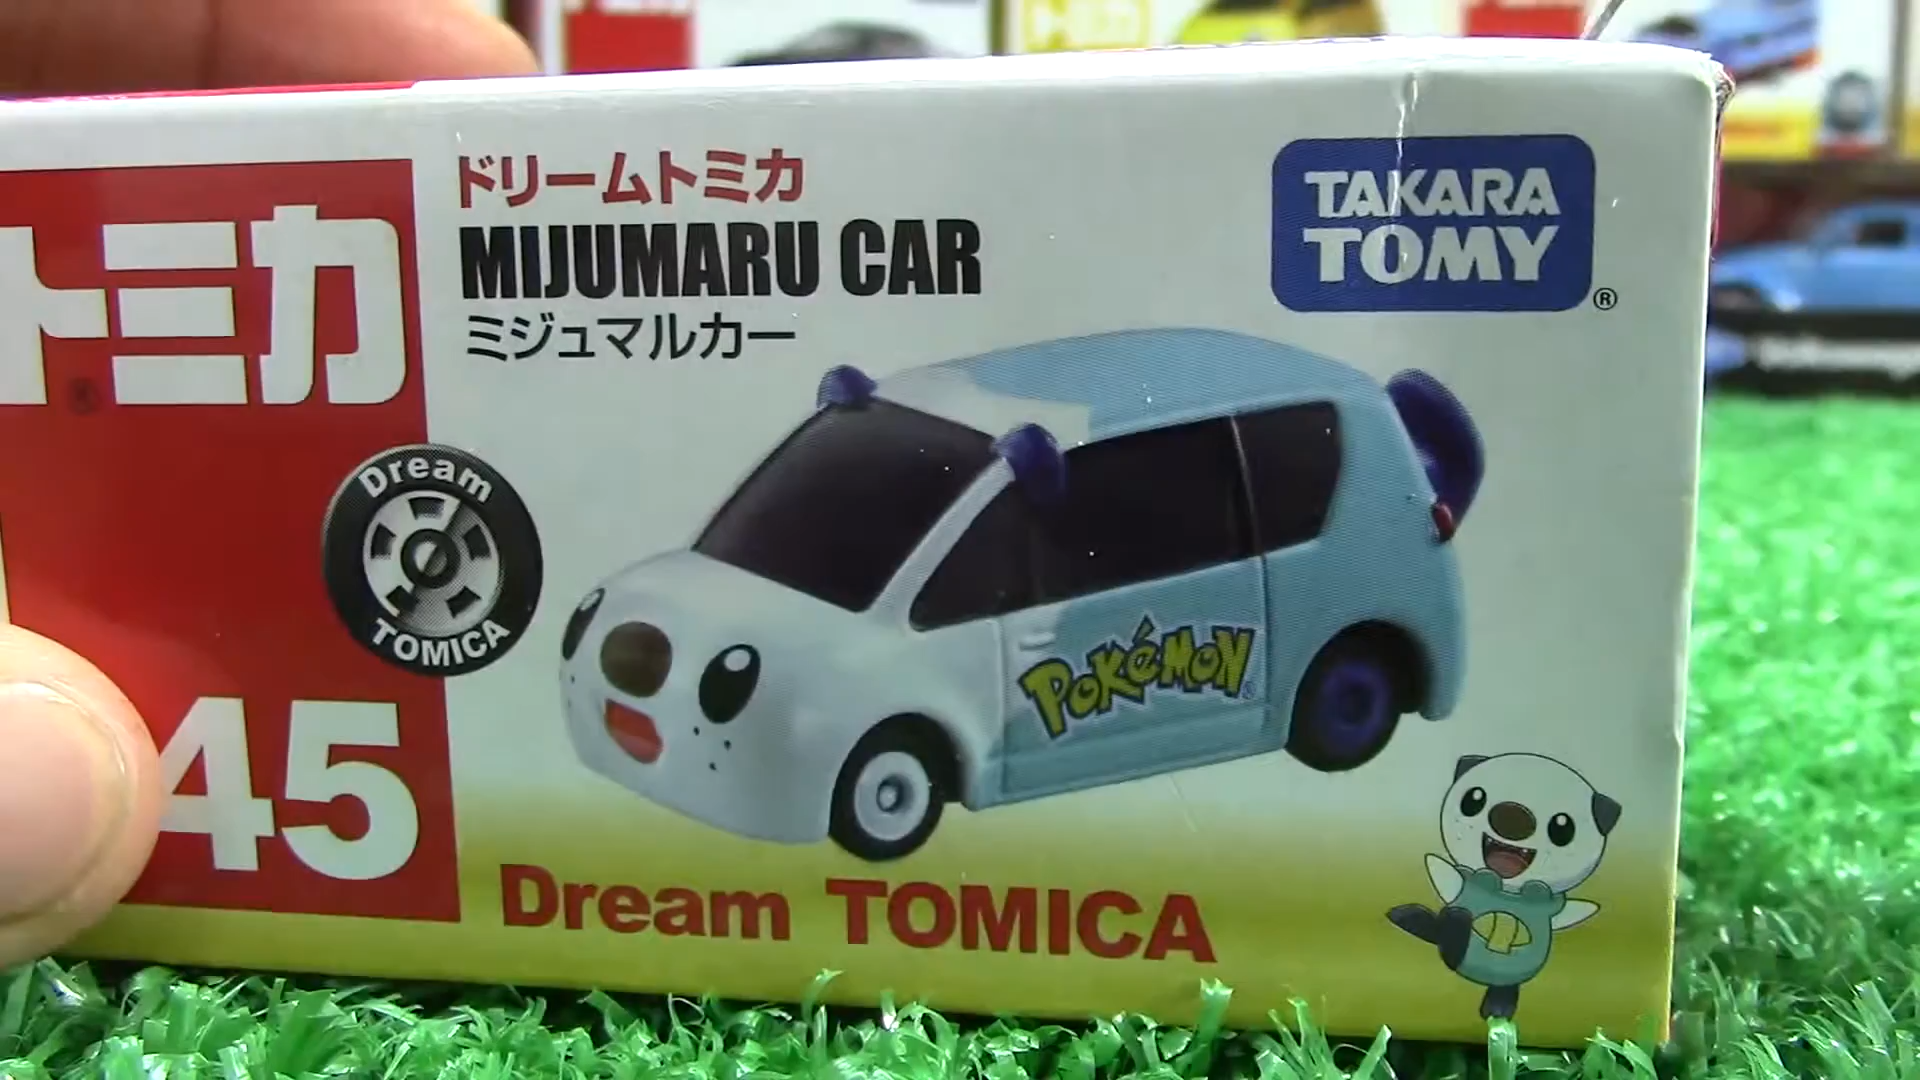 トミカ
®
ドリームトミカ
MIJUMARU CAR
ミジュマルカー
TAKARA
TOMY
®
Dream
TOMICA
POKéMON
®
45
Dream TOMICA